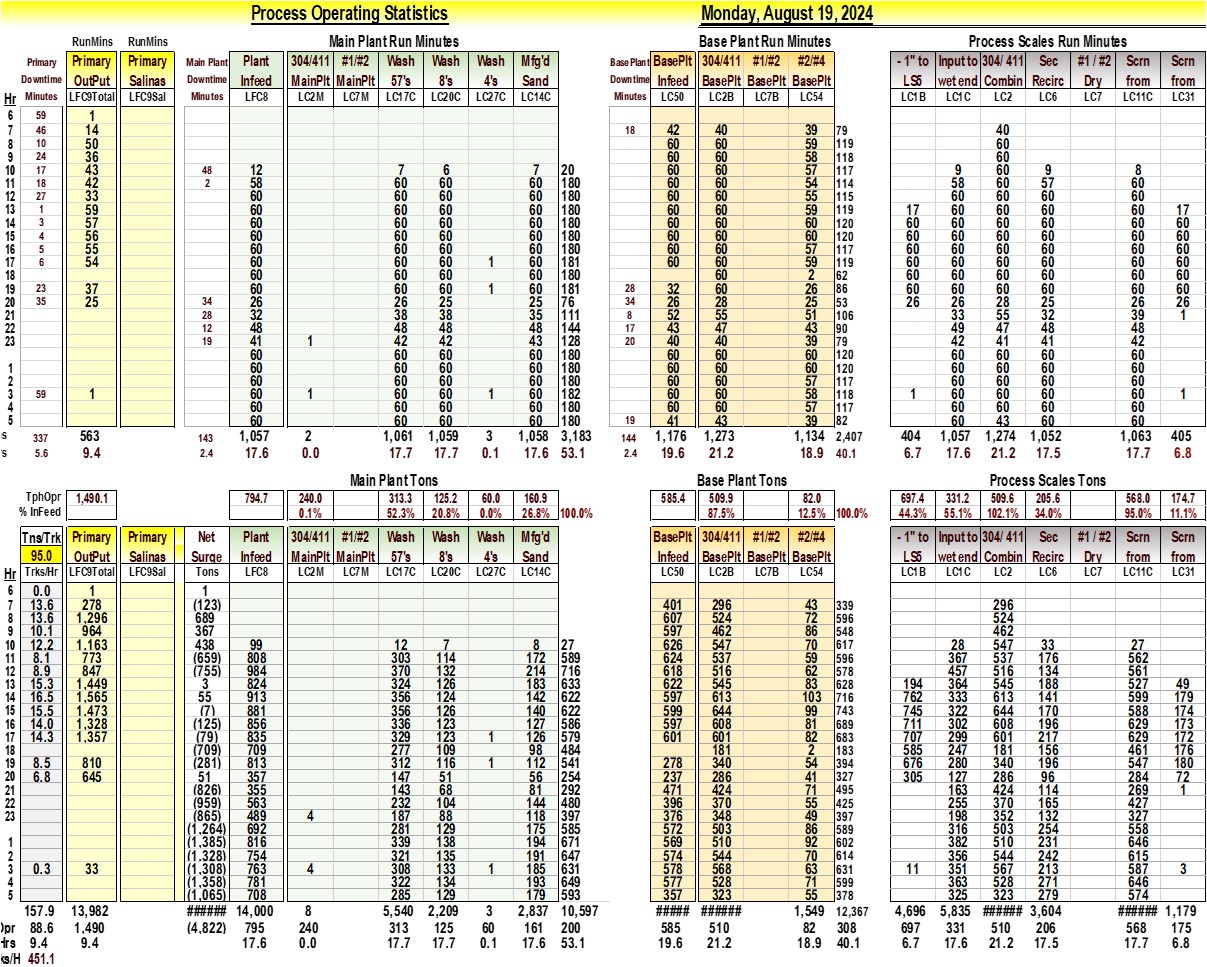 Process Operating Statistics Monday, August 19, 2024
RunMins RunMins Main Plant Run Minutes Base Plant Run Minutes Process Scales Run Minutes
Primary Primary Primary Main Plant Plant 304/411 #1/#2 Wash Wash Wash Mfg'd BasePlant BasePlt 304/411 #1/#2 #2/#4 - 1" to Input to 304/ 411 Sec #1 / #2 Scrn Scrn
Downtime OutPut Salinas Downtime Infeed MainPlt MainPlt 57's 8's 4's Sand Downtime Infeed BasePlt BasePlt BasePlt LS5 wet end Combin Recirc Dry from from
Hr Minutes LFC9Total LFC9Sal Minutes LFC8 LC2M LC7M LC17C LC20C LC27C LC14C Minutes LC50 LC2B LC7B LC54 LC1B LC1C LC2 LC6 LC7 LC11C LC31
6 59 1
7 46 14 18 42 40 39 79 40
8 10 50 60 60 59 119 60
9 24 36 60 60 58 118 60
10 17 43 48 12 7 6 7 20 60 60 57 117 9 60 9 8
11 18 42 2 58 60 60 60 180 60 60 54 114 58 60 57 60
12 27 33 60 60 60 60 180 60 60 55 115 60 60 60 60
13 1 59 60 60 60 60 180 60 60 59 119 17 60 60 60 60 17
14 3 57 60 60 60 60 180 60 60 60 120 60 60 60 60 60 60
15 4 56 60 60 60 60 180 60 60 60 120 60 60 60 60 60 60
16 5 55 60 60 60 60 180 60 60 57 117 60 60 60 60 60 60
17 6 54 60 60 60 1 60 181 60 60 59 119 60 60 60 60 60 60
18 60 60 60 60 180 60 2 62 60 60 60 60 60 60
19 23 37 60 60 60 1 60 181 28 32 60 26 86 60 60 60 60 60 60
20 35 25 34 26 26 25 25 76 34 26 28 25 53 26 26 28 25 26 26
21 28 32 38 38 35 111 8 52 55 51 106 33 55 32 39 1
22 12 48 48 48 48 144 17 43 47 43 90 49 47 48 48
23 19 41 1 42 42 43 128 20 40 40 39 79 42 41 41 42
60 60 60 60 180 60 60 60 120 60 60 60 60
1 60 60 60 60 180 60 60 60 120 60 60 60 60
2 60 60 60 60 180 60 60 57 117 60 60 60 60
3 59 1 60 1 60 60 1 60 182 60 60 58 118 1 60 60 60 60 1
4 60 60 60 60 180 60 60 57 117 60 60 60 60
5 60 60 60 60 180 19 41 43 39 82 60 43 60 60
s 337 563 143 1,057 2 1,061 1,059 3 1,058 3,183 144 1,176 1,273 1,134 2,407 404 1,057 1,274 1,052 1,063 405
s 5.6 9.4 2.4 17.6 0.0 17.7 17.7 0.1 17.6 53.1 2.4 19.6 21.2 18.9 40.1 6.7 17.6 21.2 17.5 17.7 6.8
Main Plant Tons Base Plant Tons Process Scales Tons
TphOpr 1,490.1 794.7 240.0 313.3 125.2 60.0 160.9 585.4 509.9 82.0 697.4 331.2 509.6 205.6 568.0 174.7
% InFeed 0.1% 52.3% 20.8% 0.0% 26.8% 100.0% 87.5% 12.5% 100.0% 44.3% 55.1% 102.1% 34.0% 95.0% 11.1%
Tns/Trk Primary Primary Net Plant 304/411 #1/#2 Wash Wash Wash Mfg'd BasePlt 304/411 #1/#2 #2/#4 - 1" to Input to 304/ 411 Sec #1 / #2 Scrn Scrn
95.0 OutPut Salinas Surge Infeed MainPlt MainPlt 57's 8's 4's Sand Infeed BasePlt BasePlt BasePlt LS5 wet end Combin Recirc Dry from from
Hr Trks/Hr LFC9Total LFC9Sal Tons LFC8 LC2M LC7M LC17C LC20C LC27C LC14C LC50 LC2B LC7B LC54 LC1B LC1C LC2 LC6 LC7 LC11C LC31
6 0.0 1 1
7 13.6 278 (123) 401 296 43 339 296
8 13.6 1,296 689 607 524 72 596 524
9 10.1 964 367 597 462 86 548 462
10 12.2 1,163 438 99 12 7 8 27 626 547 70 617 28 547 33 27
11 8.1 773 (659) 808 303 114 172 589 624 537 59 596 367 537 176 562
12 8.9 847 (755) 984 370 132 214 716 618 516 62 578 457 516 134 561
13 15.3 1,449 3 824 324 126 183 633 622 545 83 628 194 364 545 188 527 49
14 16.5 1,565 55 913 356 124 142 622 597 613 103 716 762 333 613 141 599 179
15 15.5 1,473 (7) 881 356 126 140 622 599 644 99 743 745 322 644 170 588 174
16 14.0 1,328 (125) 856 336 123 127 586 597 608 81 689 711 302 608 196 629 173
17 14.3 1,357 (79) 835 329 123 1 126 579 601 601 82 683 707 299 601 217 629 172
18 (709) 709 277 109 98 484 181 2 183 585 247 181 156 461 176
19 8.5 810 (281) 813 312 116 1 112 541 278 340 54 394 676 280 340 196 547 180
20 6.8 645 51 357 147 51 56 254 237 286 41 327 305 127 286 96 284 72
21 (826) 355 143 68 81 292 471 424 71 495 163 424 114 269 1
22 (959) 563 232 104 144 480 396 370 55 425 255 370 165 427
23 (865) 489 4 187 88 118 397 376 348 49 397 198 352 132 327
(1,264) 692 281 129 175 585 572 503 86 589 316 503 254 558
1 (1,385) 816 339 138 194 671 569 510 92 602 382 510 231 646
2 (1,328) 754 321 135 191 647 574 544 70 614 356 544 242 615
3 0.3 33 (1,308) 763 4 308 133 1 185 631 578 568 63 631 11 351 567 213 587 3
4 (1,358) 781 322 134 193 649 577 528 71 599 363 528 271 646
5 (1,065) 708 285 129 179 593 357 323 55 378 325 323 279 574
157.9 13,982 ###### 14,000 8 5,540 2,209 3 2,837 10,597 ##### ###### 1,549 12,367 4,696 5,835 ###### 3,604 ###### 1,179
pr 88.6 1,490 (4,822) 795 240 313 125 60 161 200 585 510 82 308 697 331 510 206 568 175
Hrs 9.4 9.4 17.6 0.0 17.7 17.7 0.1 17.6 53.1 19.6 21.2 18.9 40.1 6.7 17.6 21.2 17.5 17.7 6.8
ks/H 451.1